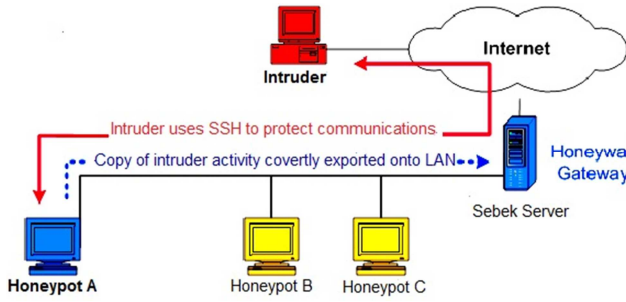 Internet
Intruder
Intruder uses SSH to protect communications
Copy of intruder activity covertly exported onto LAN
Gateway
Sebek Server
Honeypot A
Honeypot B
Honeypot C